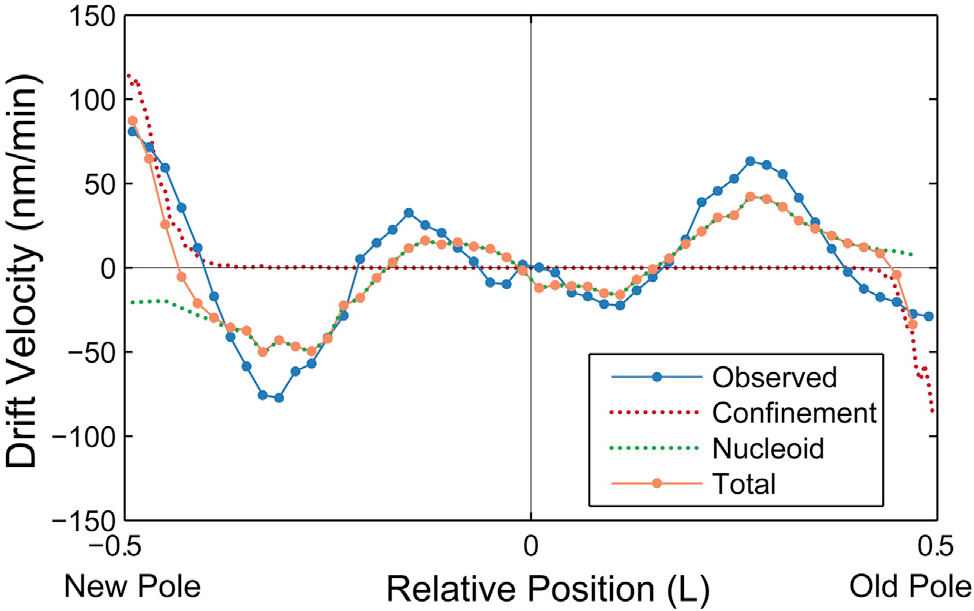 150
100
50
0
−50
−100
−150
Drift Velocity (nm/min)
Observed
Confinement
Nucleoid
Total
−0.5 0 0.5
New Pole Relative Position (L) Old Pole